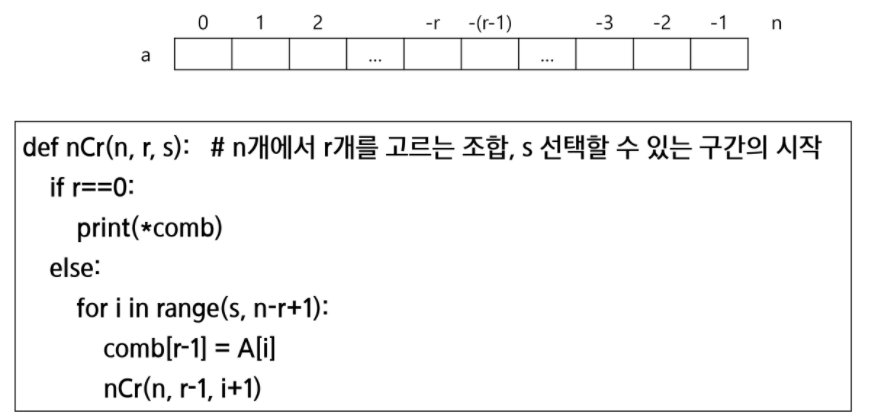 0 1 2 -r -(r-1) -3 -2 -1 n
a ... ...
def nCr(n, r, s): # n개에서 r개를 고르는 조합, s 선택할 수 있는 구간의 시작
if r==0:
print(*comb)
else:
for i in range(s, n-r+1):
comb[r-1] = A[i]
nCr(n, r-1, i+1)